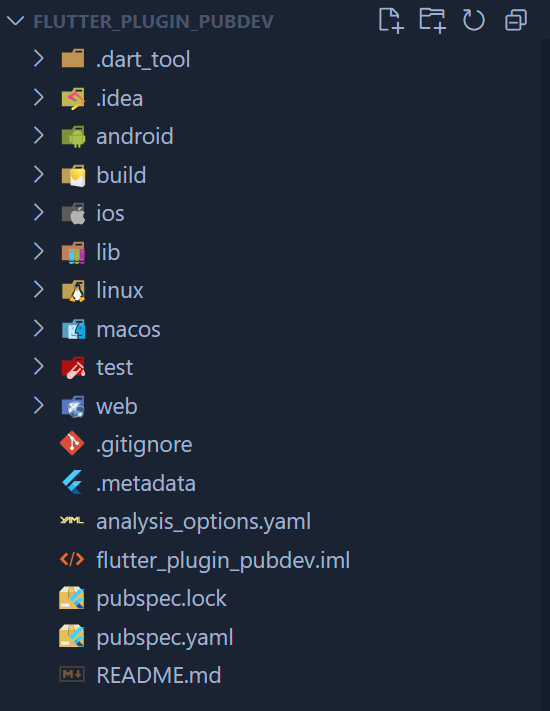 FLUTTER_PLUGIN_PUBDEV
.dart_tool
.idea
android
build
ios
lib
linux
macos
test
web
.gitignore
.metadata
YAML analysis_options.yaml
flutter_plugin_pubdev.iml
pubspec.lock
pubspec.yaml
M README.md